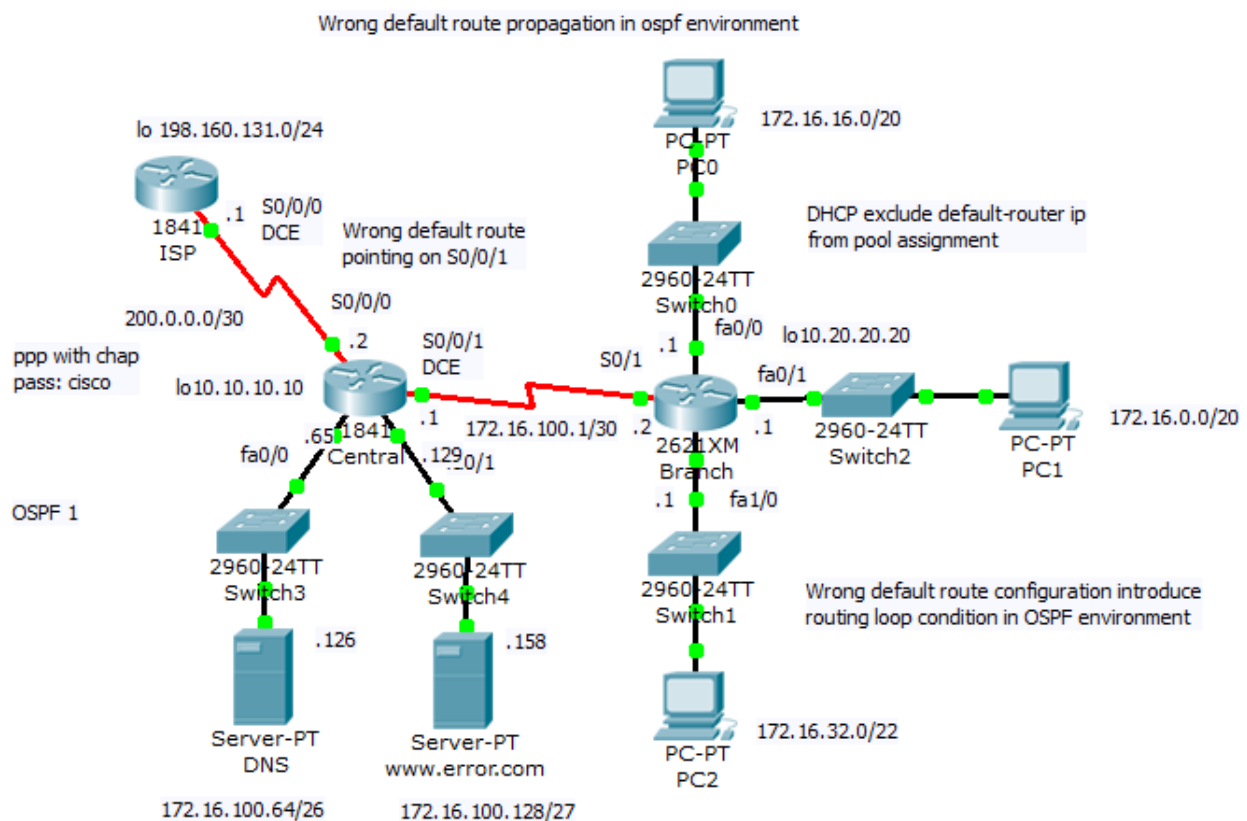 Wrong default route propagation in ospf environment
PC-PT
PC0
172.16.16.0/20
lo 198.160.131.0/24
1841
ISP
.1
S0/0/0
DCE
Wrong default route
pointing on S0/0/1
DHCP exclude default-router ip
from pool assignment
2960-24TT
Switch0
200.0.0.0/30
S0/0/0
.2
ppp with chap
pass: cisco
lo10.10.10.10
S0/0/1
DCE
.1
172.16.100.1/30
S0/1
.2
.1
fa0/0
lo10.20.20.20
fa0/1
.1
2621XM
Branch
2960-24TT
Switch2
PC-PT
PC1
172.16.0.0/20
1841
Central
.65
fa0/0
.129
0/1
.1
fa1/0
OSPF 1
2960-24TT
Switch3
2960-24TT
Switch4
2960-24TT
Switch1
Wrong default route configuration introduce
routing loop condition in OSPF environment
.126
.158
Server-PT
DNS
Server-PT
www.error.com
PC-PT
PC2
172.16.32.0/22
172.16.100.64/26
172.16.100.128/27